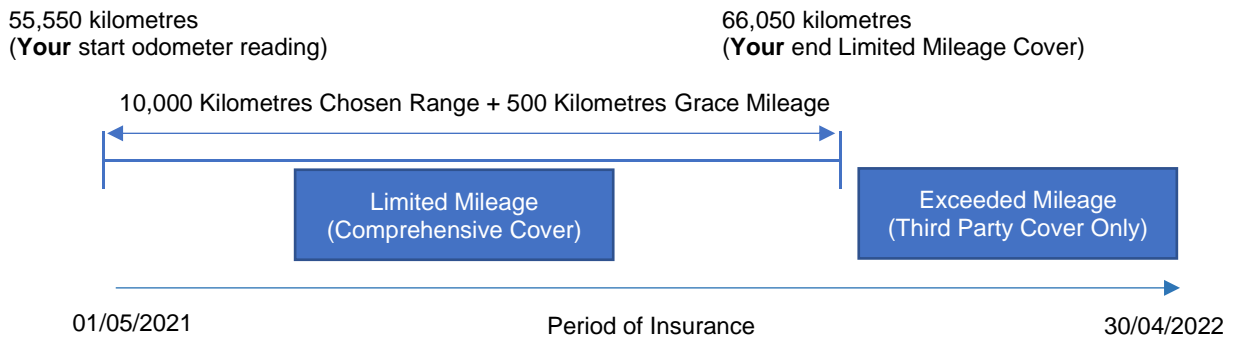 55,550 kilometres
(Your start odometer reading)
66,050 kilometres
(Your end Limited Mileage Cover)
10,000 Kilometres Chosen Range + 500 Kilometres Grace Mileage
Limited Mileage
(Comprehensive Cover)
Exceeded Mileage
(Third Party Cover Only)
01/05/2021
Period of Insurance
30/04/2022